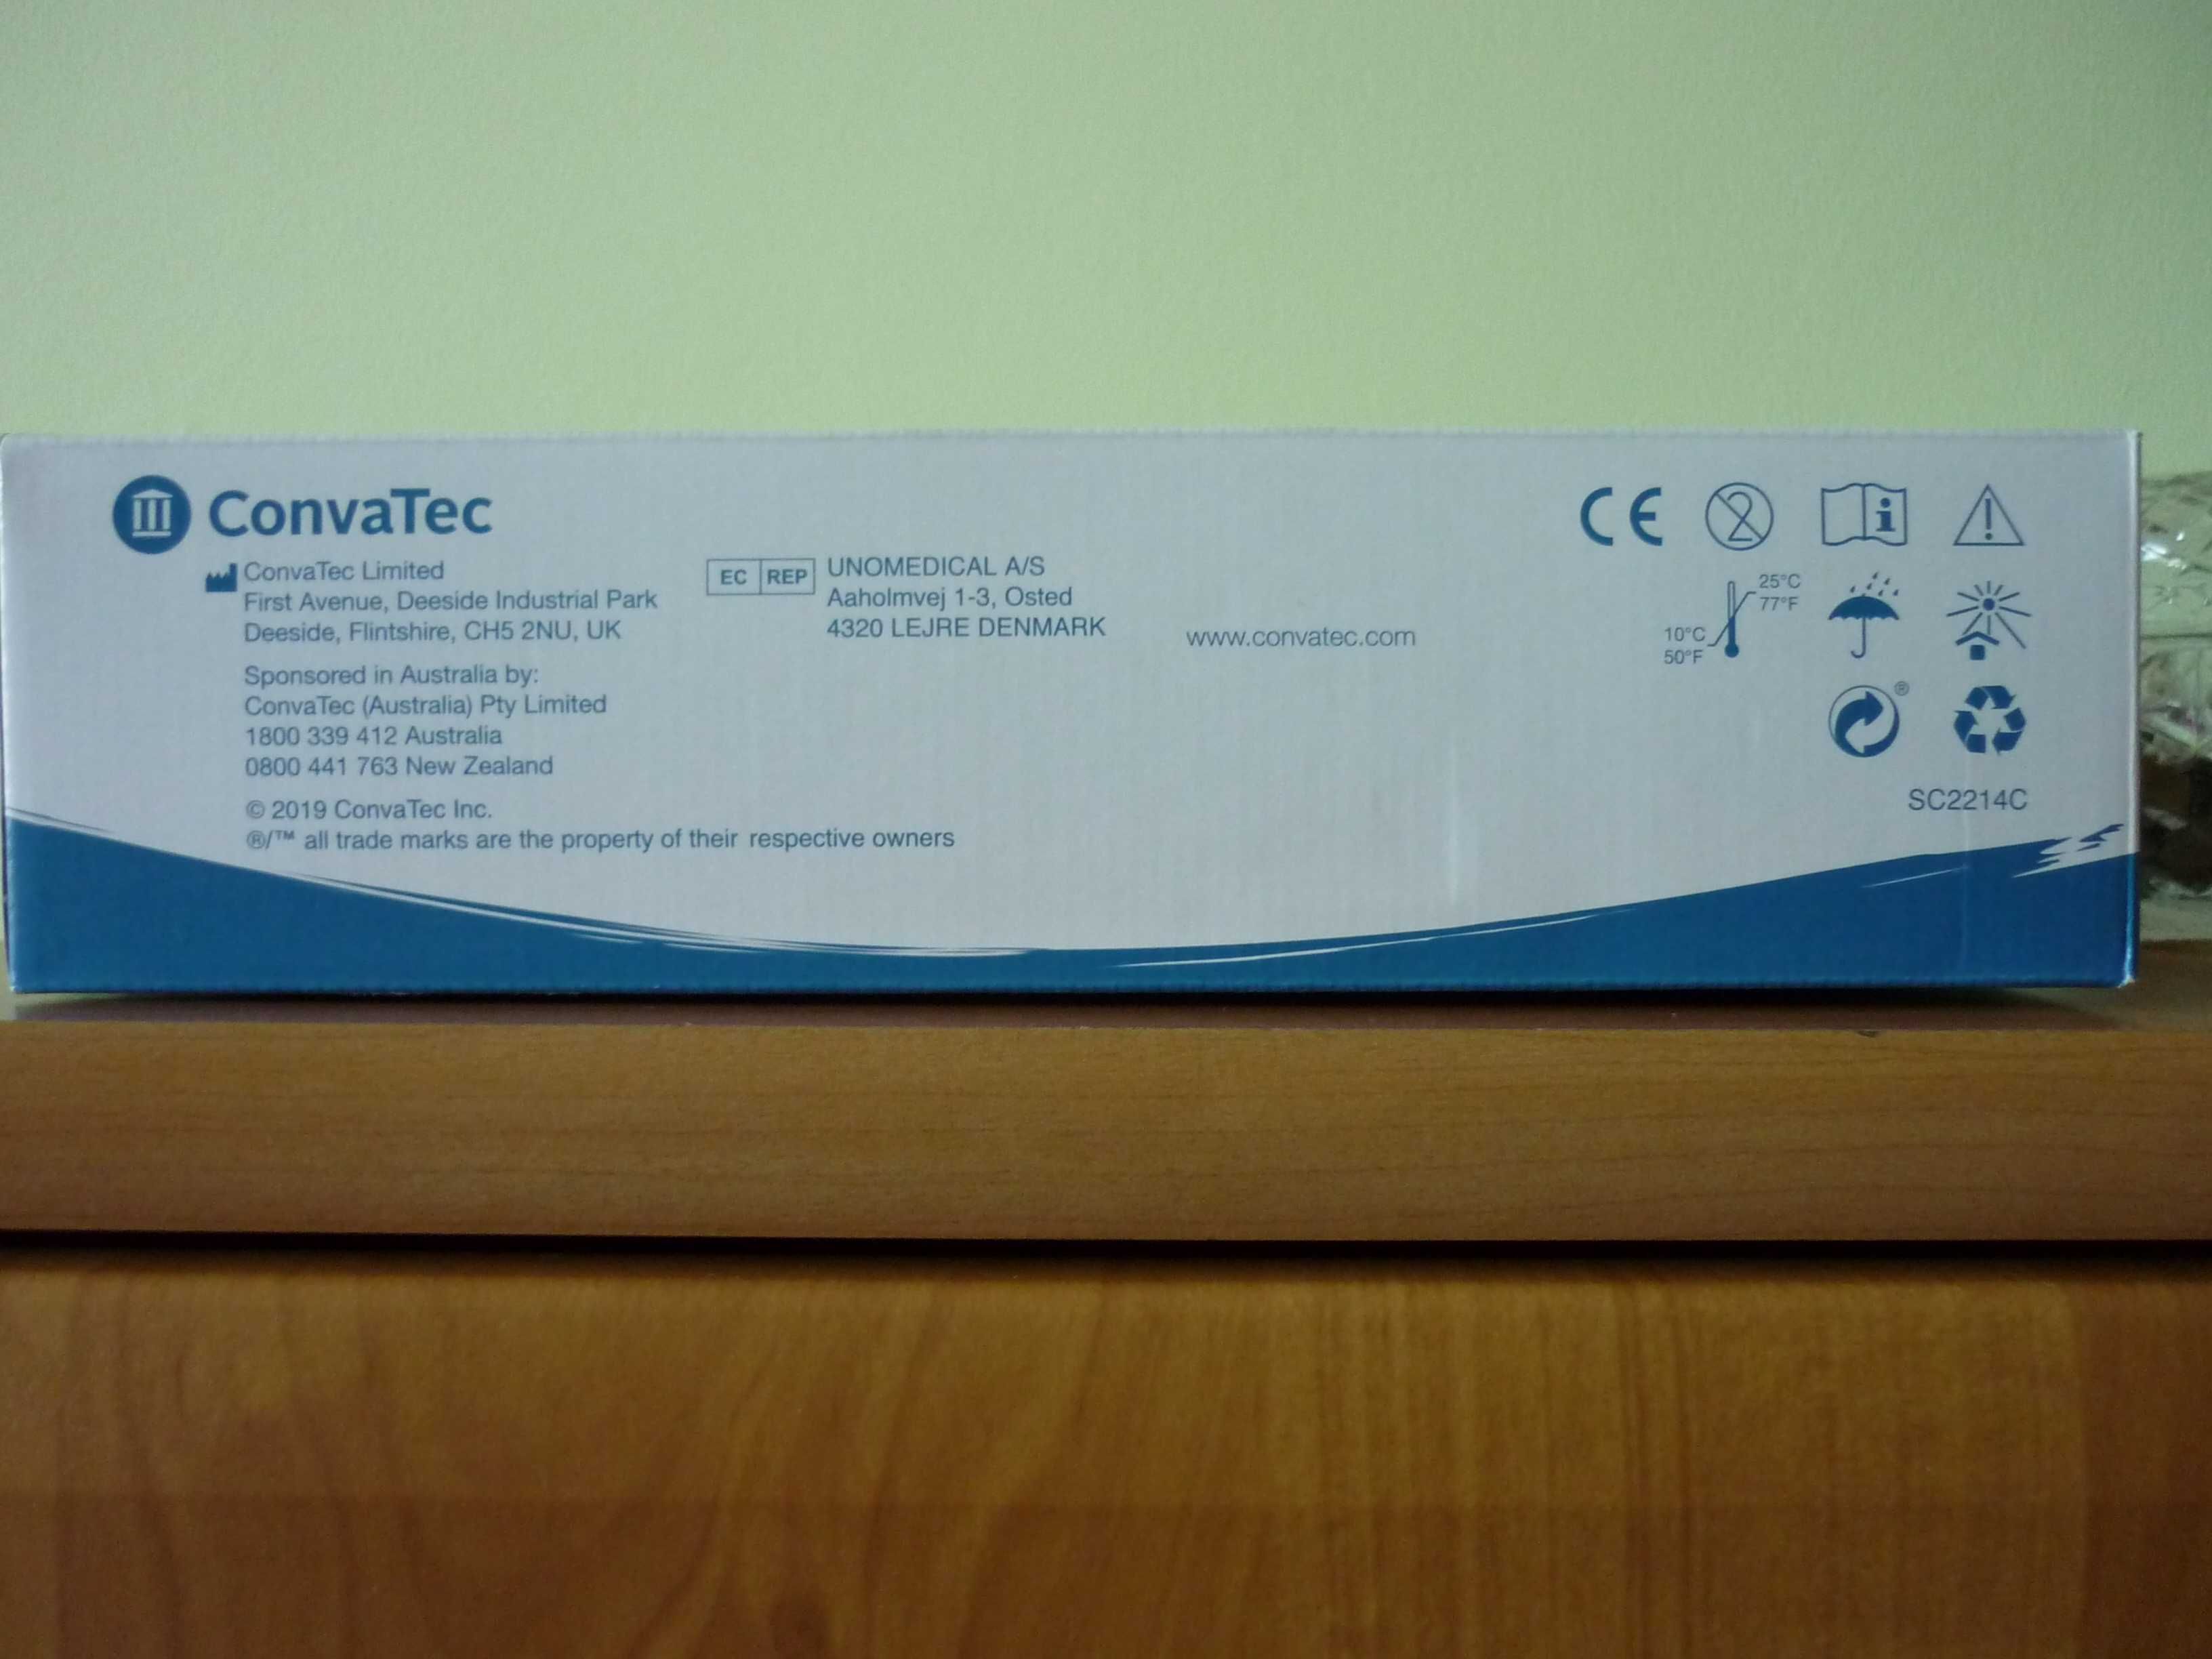 ConvaTec
ConvaTec Limited
First Avenue, Deeside Industrial Park
Deeside, Flintshire, CH5 2NU, UK
Sponsored in Australia by:
ConvaTec (Australia) Pty Limited
1800 339 412 Australia
0800 441 763 New Zealand
© 2019 ConvaTec Inc.
®/™ all trade marks are the property of their respective owners
EC REP
UNOMEDICAL A/S
Aaholmvej 1-3, Osted
4320 LEJRE DENMARK
www.convatec.com
CE
2
i
!
25°C
77°F
10°C
50°F
®
SC2214C